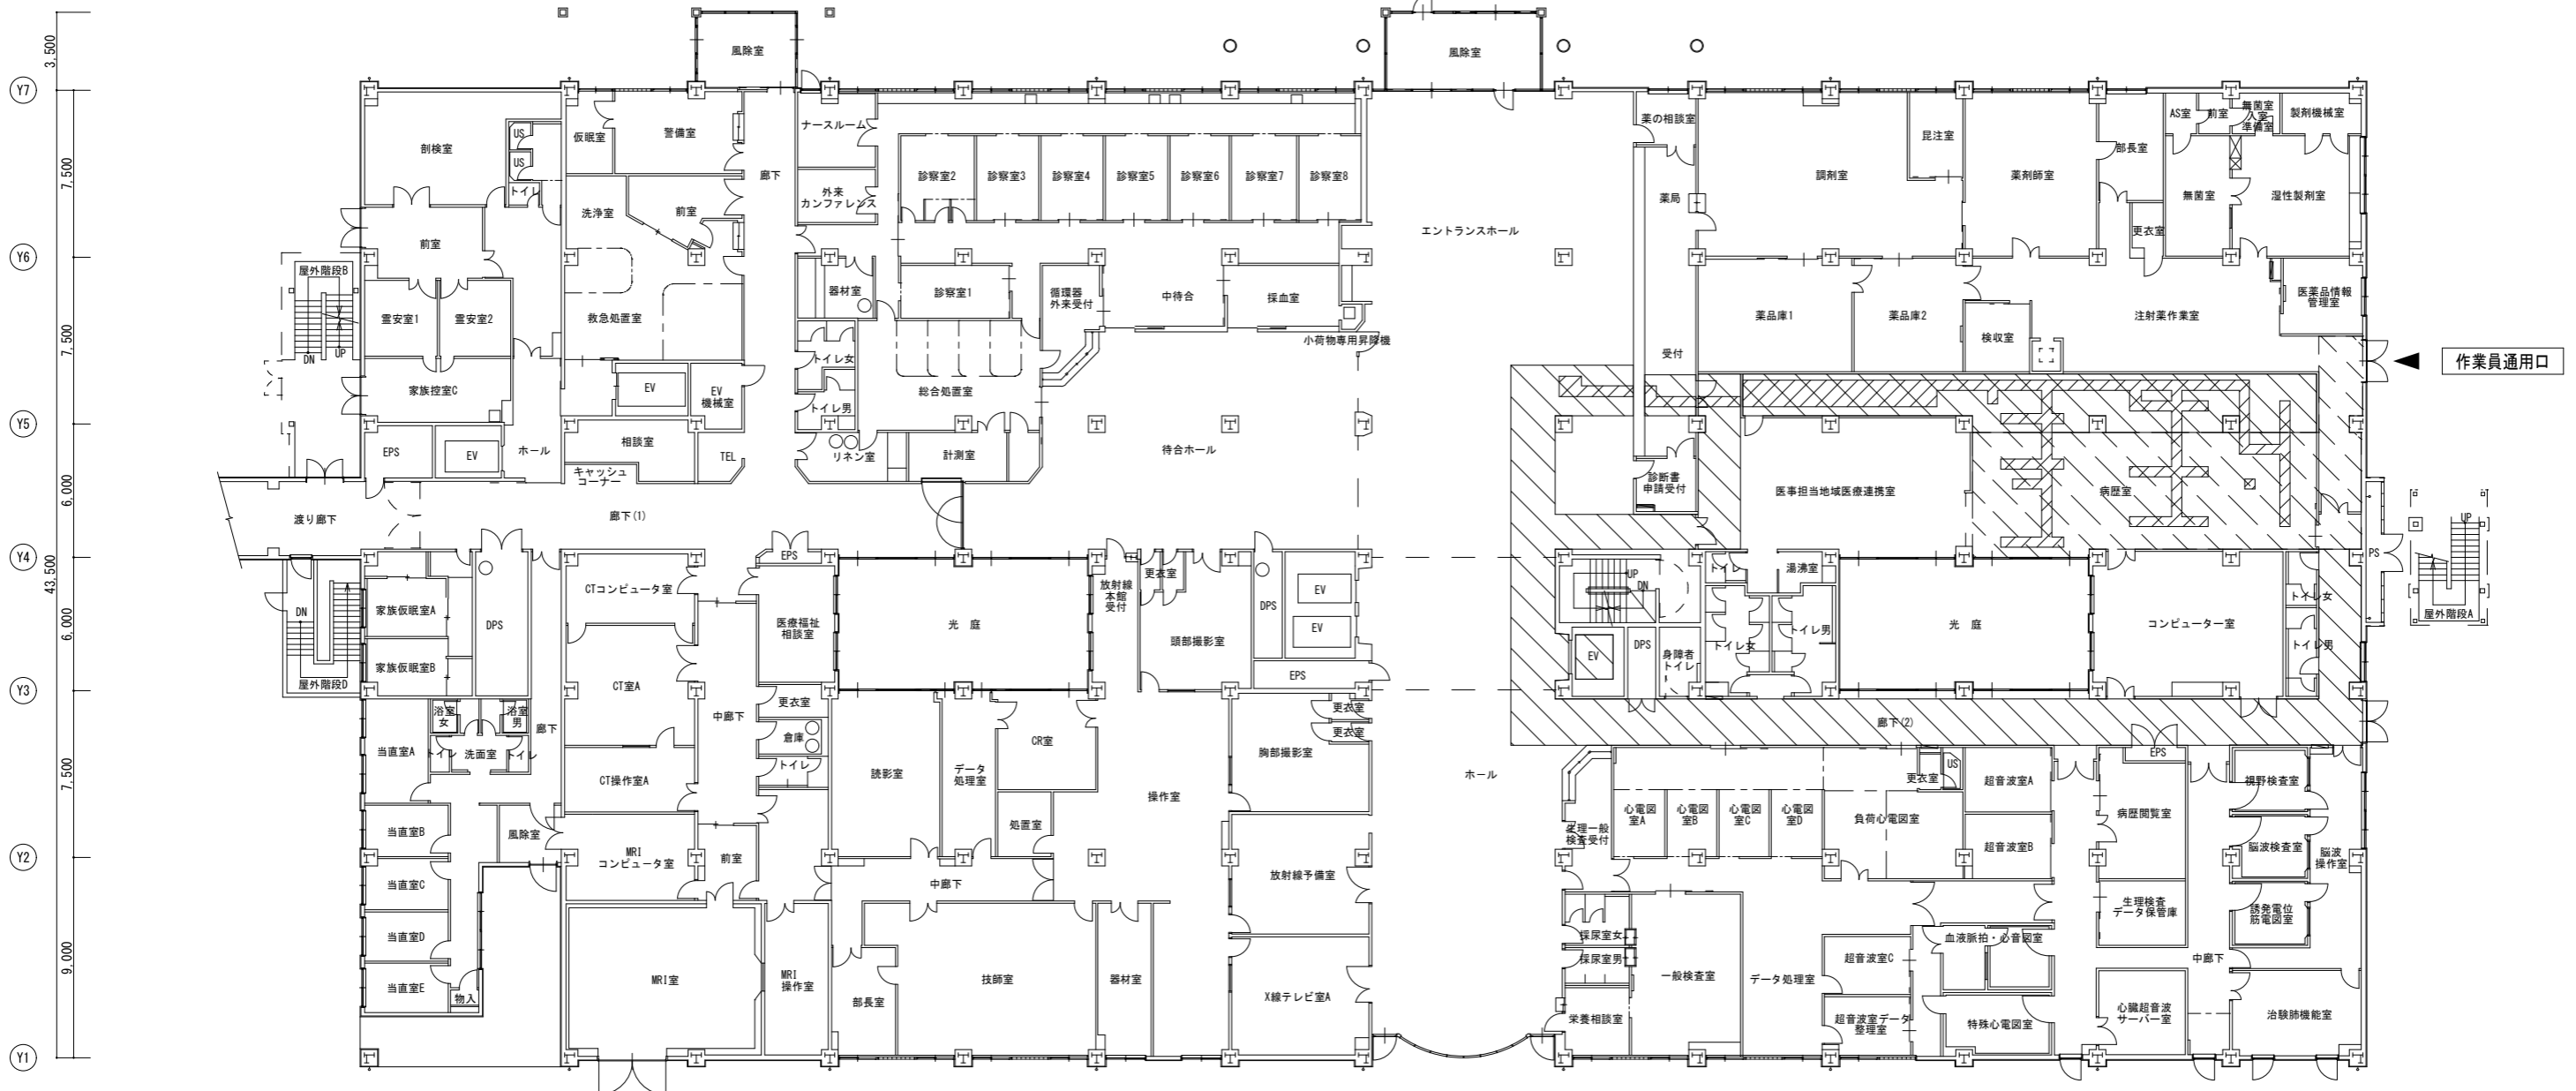 風除室
風除室
Y7
3,500
ナースルーム
薬の相談室
AS室
前室
無菌室
入室
準備室
製剤機械室
US
US
仮眠室
警備室
剖検室
昆注室
部長室
7,500
トイレ
廊下
診察室2
診察室3
診察室4
診察室5
診察室6
診察室7
診察室8
調剤室
薬剤師室
外来
カンファレンス
洗浄室
前室
薬局
無菌室
湿性製剤室
前室
エントランスホール
更衣室
Y6
屋外階段B
器材室
診察室1
循環器
外来受付
中待合
採血室
医薬品情報
管理室
霊安室1
霊安室2
救急処置室
薬品庫1
薬品庫2
注射薬作業室
検収室
7,500
DN
UP
トイレ女
小荷物専用昇降機
受付
作業員通用口
家族控室C
EV
EV
機械室
総合処置室
トイレ男
Y5
EPS
EV
ホール
相談室
TEL
リネン室
計測室
待合ホール
キャッシュ
コーナー
診断書
申請受付
医事担当地域医療連携室
病歴室
6,000
渡り廊下
廊下(1)
UP
Y4
43,500
EPS
PS
CTコンピュータ室
放射線
本館
受付
更衣室
トイレ
湯沸室
UP
DN
DN
家族仮眠室A
DPS
医療福祉
相談室
光 庭
頭部撮影室
DPS
EV
EV
光 庭
コンピューター室
トイレ女
屋外階段A
6,000
家族仮眠室B
トイレ女
トイレ男
トイレ男
EV
DPS
身障者
トイレ
EPS
屋外階段D
CT室A
Y3
浴室
女
浴室
男
更衣室
更衣室
更衣室
廊下
中廊下
廊下(2)
当直室A
トイレ
洗面室
トイレ
倉庫
CR室
胸部撮影室
EPS
7,500
CT操作室A
トイレ
読影室
データ
処理室
ホール
更衣室
US
超音波室A
視野検査室
操作室
心電図
室A
心電図
室B
心電図
室C
心電図
室D
負荷心電図室
病歴閲覧室
当直室B
風除室
処置室
生理一般
検査受付
超音波室B
脳波検査室
脳波
操作室
Y2
MRI
コンピュータ室
前室
中廊下
当直室C
放射線予備室
生理検査
データ保管庫
誘発電位
筋電図室
当直室D
採尿室女
血液脈拍・心音図室
9,000
採尿室男
中廊下
当直室E
物入
MRI室
MRI
操作室
部長室
技師室
器材室
X線テレビ室A
一般検査室
データ処理室
超音波室C
栄養相談室
超音波室データ
整理室
特殊心電図室
心臓超音波
サーバー室
治験肺機能室
Y1